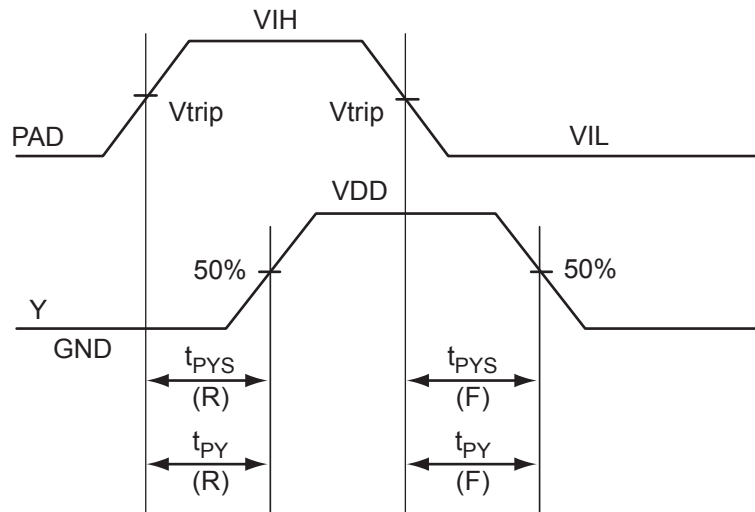 VIH
Vtrip Vtrip
PAD VIL
VDD
50% 50%
Y
GND
tPYS tPYS
(R) (F)
tPY tPY
(R) (F)